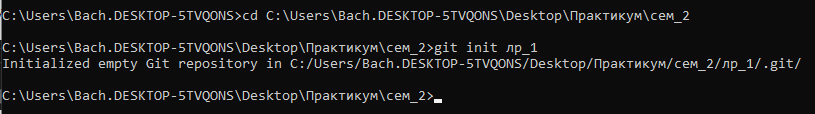 C:\Users\Bach.DESKTOP-5TVQONS>cd C:\Users\Bach.DESKTOP-5TVQONS\Desktop\Практикум\сем_2
C:\Users\Bach.DESKTOP-5TVQONS\Desktop\Практикум\сем_2>git init лр_1
Initialized empty Git repository in C:/Users/Bach.DESKTOP-5TVQONS/Desktop/Практикум/сем_2/лр_1/.git/
C:\Users\Bach.DESKTOP-5TVQONS\Desktop\Практикум\сем_2>